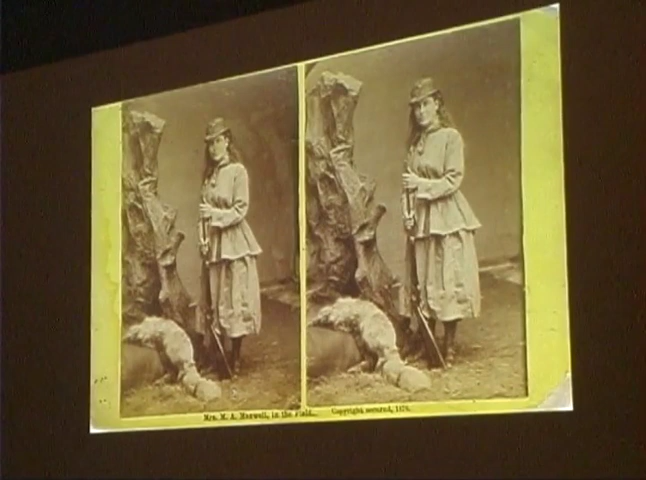 Mrs. M. A. Maxwell, in the Field. Copyright secured, 1876.